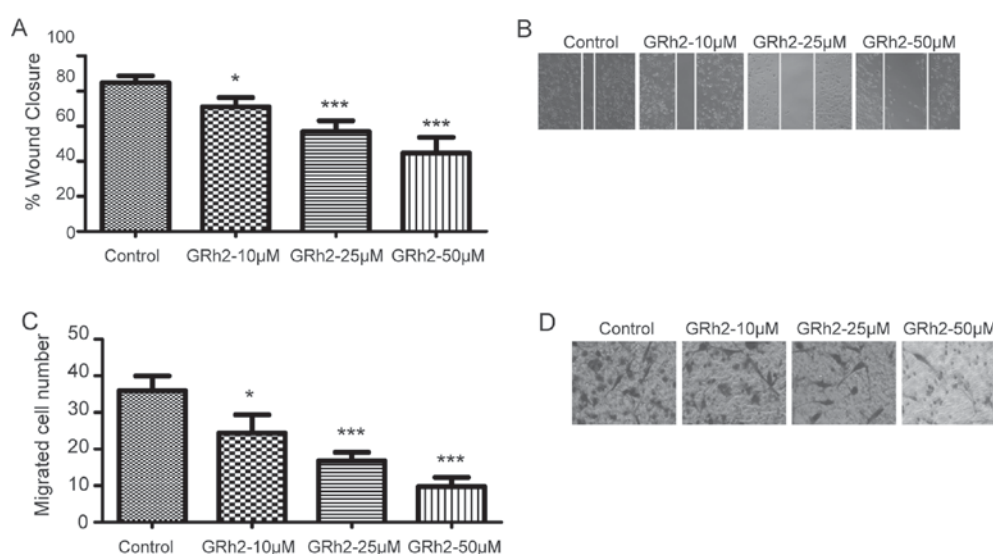 A
% Wound Closure
100
80
60
40
20
0
*
***
***
Control GRh2-10μM GRh2-25μM GRh2-50μM
B
Control GRh2-10μM GRh2-25μM GRh2-50μM
C
Migrated cell number
40
30
20
10
0
*
***
***
Control GRh2-10μM GRh2-25μM GRh2-50μM
D
Control GRh2-10μM GRh2-25μM GRh2-50μM